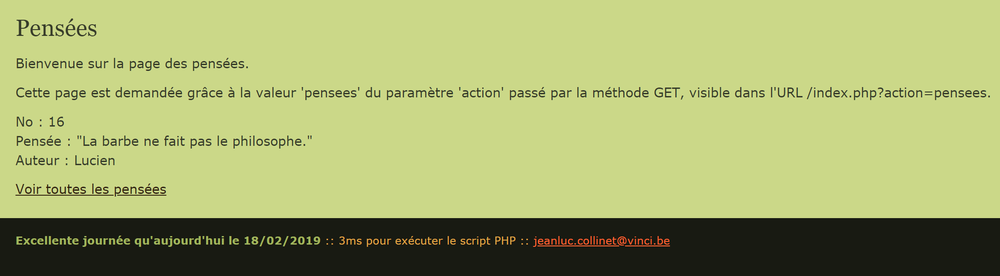 Pensées
Bienvenue sur la page des pensées.
Cette page est demandée grâce à la valeur 'pensees' du paramètre 'action' passé par la méthode GET, visible dans l'URL /index.php?action=pensees.
No : 16
Pensée : "La barbe ne fait pas le philosophe."
Auteur : Lucien
Voir toutes les pensées
Excellente journée qu'aujourd'hui le 18/02/2019 :: 3ms pour exécuter le script PHP :: jeanluc.collinet@vinci.be